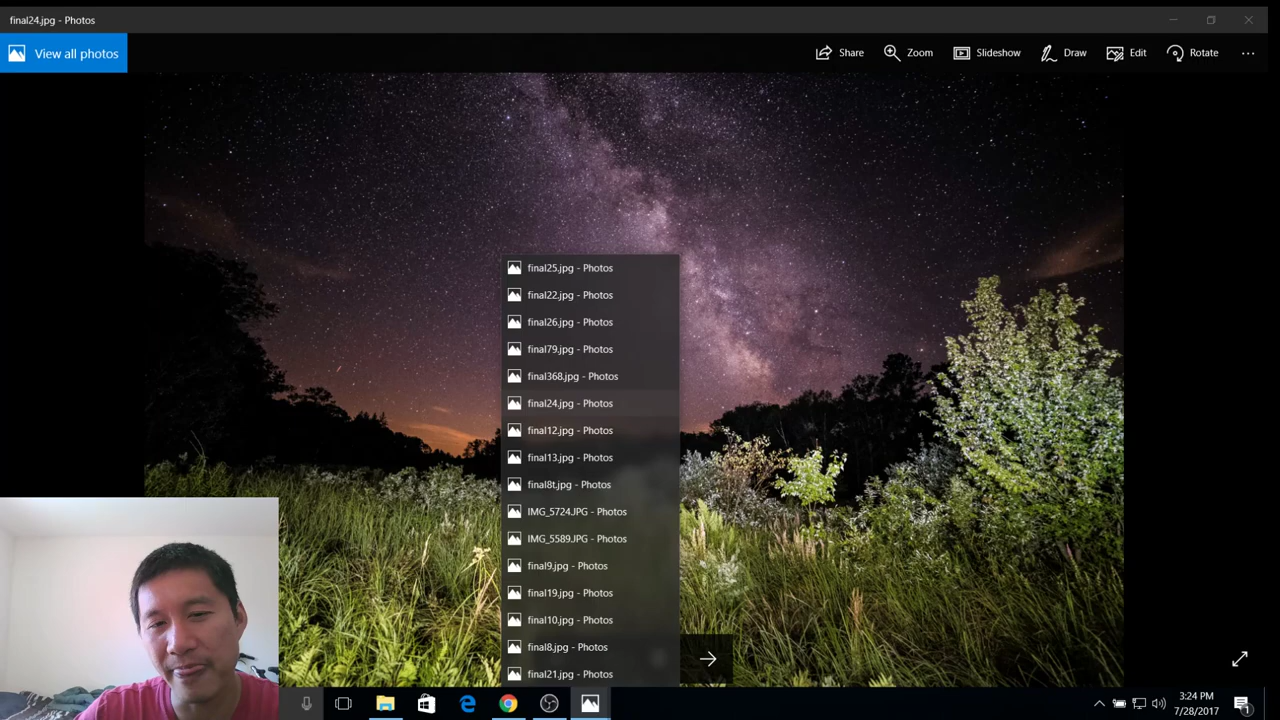 final24.jpg - Photos
View all photos
Share
Zoom
Slideshow
Draw
Edit
Rotate
final25.jpg - Photos
final22.jpg - Photos
final26.jpg - Photos
final79.jpg - Photos
final368.jpg - Photos
final24.jpg - Photos
final12.jpg - Photos
final13.jpg - Photos
final8t.jpg - Photos
IMG_5724.JPG - Photos
IMG_5589.JPG - Photos
final9.jpg - Photos
final19.jpg - Photos
final10.jpg - Photos
final8.jpg - Photos
final21.jpg - Photos
3:24 PM
7/28/2017
1